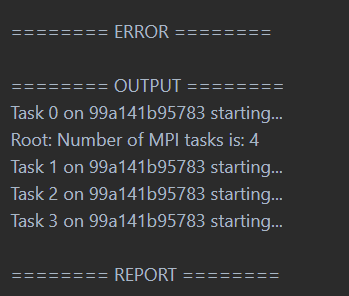 ======== ERROR ========
======== OUTPUT ========
Task 0 on 99a141b95783 starting...
Root: Number of MPI tasks is: 4
Task 1 on 99a141b95783 starting...
Task 2 on 99a141b95783 starting...
Task 3 on 99a141b95783 starting...
======== REPORT ========